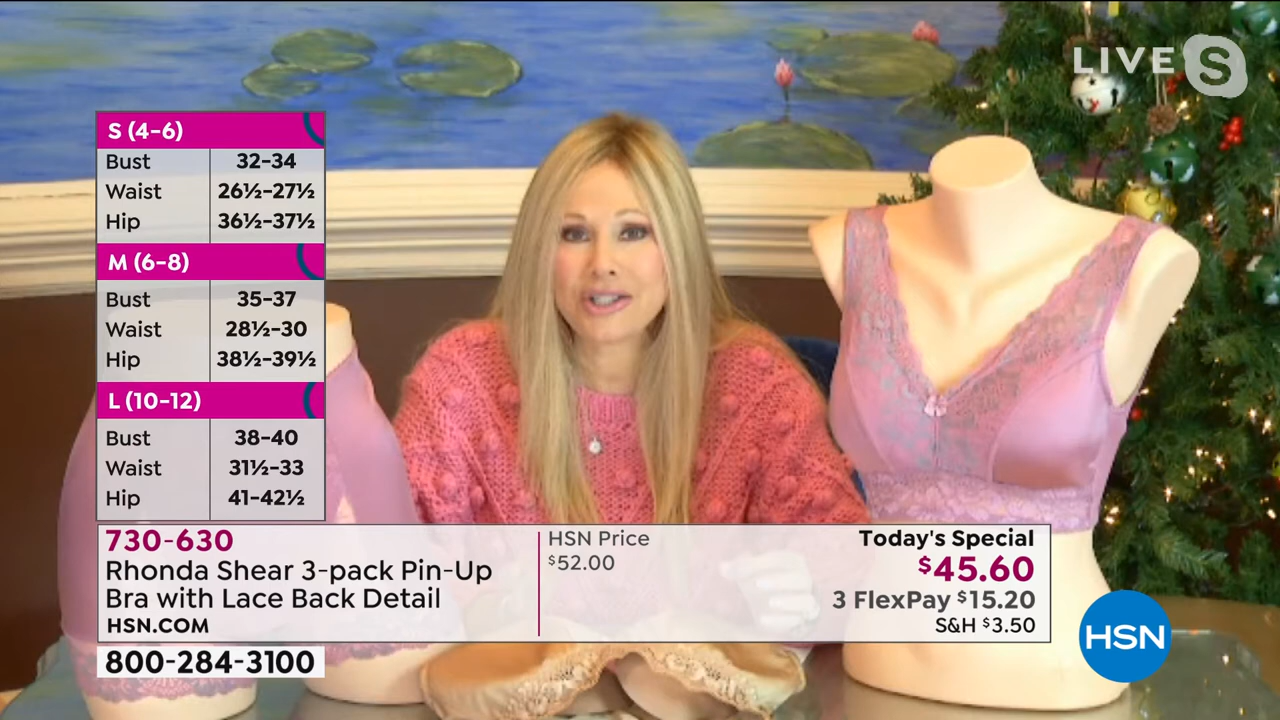 LIVE S
S (4-6)
Bust 32-34
Waist 26½-27½
Hip 36½-37½
M (6-8)
Bust 35-37
Waist 28½-30
Hip 38½-39½
L (10-12)
Bust 38-40
Waist 31½-33
Hip 41-42½
730-630
Rhonda Shear 3-pack Pin-Up
Bra with Lace Back Detail
HSN.COM
HSN Price
$52.00
Today's Special
$45.60
3 FlexPay $15.20
S&H $3.50
800-284-3100
HSN